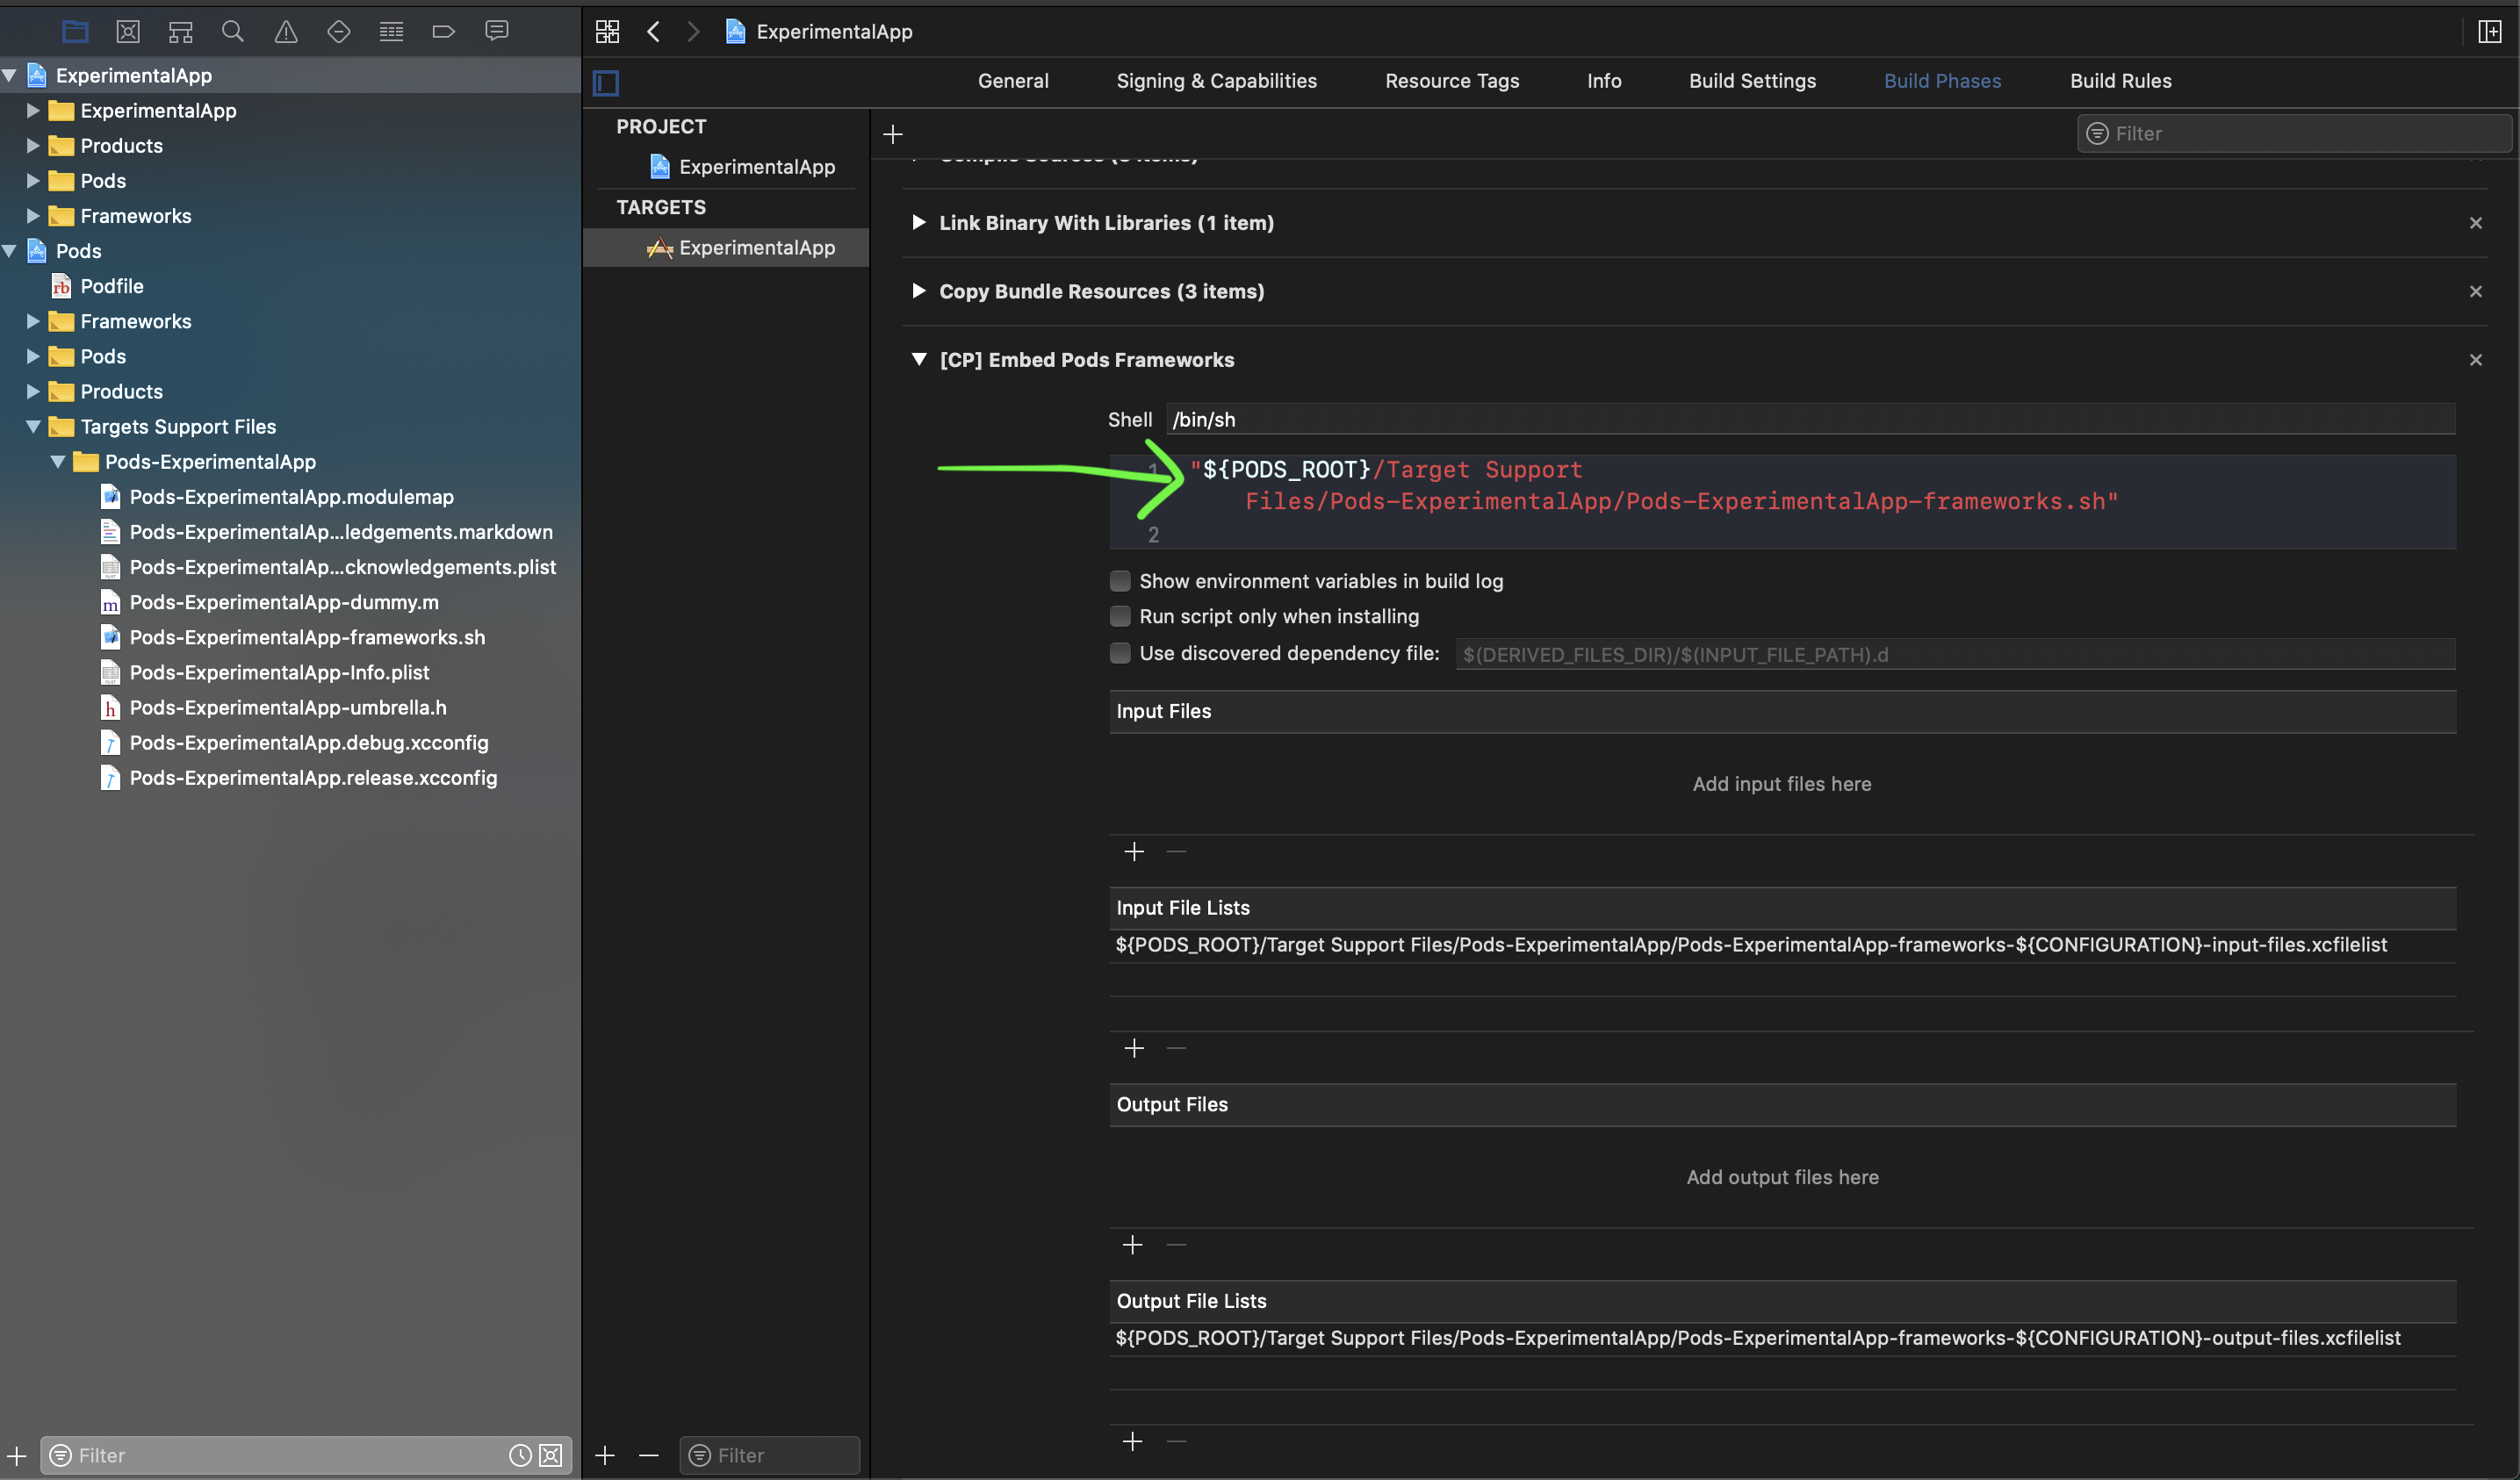 ExperimentalApp
ExperimentalApp
Products
Pods
Frameworks
Pods
rb Podfile
Frameworks
Pods
Products
Targets Support Files
Pods-ExperimentalApp
Pods-ExperimentalApp.modulemap
Pods-ExperimentalAp...ledgements.markdown
Pods-ExperimentalAp...cknowledgements.plist
m Pods-ExperimentalApp-dummy.m
Pods-ExperimentalApp-frameworks.sh
Pods-ExperimentalApp-Info.plist
h Pods-ExperimentalApp-umbrella.h
Pods-ExperimentalApp.debug.xcconfig
Pods-ExperimentalApp.release.xcconfig
Filter
ExperimentalApp
General Signing & Capabilities Resource Tags Info Build Settings Build Phases Build Rules
PROJECT
ExperimentalApp
TARGETS
ExperimentalApp
Filter
Filter
Compile Sources (3 items)
Link Binary With Libraries (1 item)
Copy Bundle Resources (3 items)
[CP] Embed Pods Frameworks
Shell /bin/sh
1 "${PODS_ROOT}/Target Support
Files/Pods-ExperimentalApp/Pods-ExperimentalApp-frameworks.sh"
2
Show environment variables in build log
Run script only when installing
Use discovered dependency file: $(DERIVED_FILES_DIR)/$(INPUT_FILE_PATH).d
Input Files
Add input files here
Input File Lists
${PODS_ROOT}/Target Support Files/Pods-ExperimentalApp/Pods-ExperimentalApp-frameworks-${CONFIGURATION}-input-files.xcfilelist
Output Files
Add output files here
Output File Lists
${PODS_ROOT}/Target Support Files/Pods-ExperimentalApp/Pods-ExperimentalApp-frameworks-${CONFIGURATION}-output-files.xcfilelist